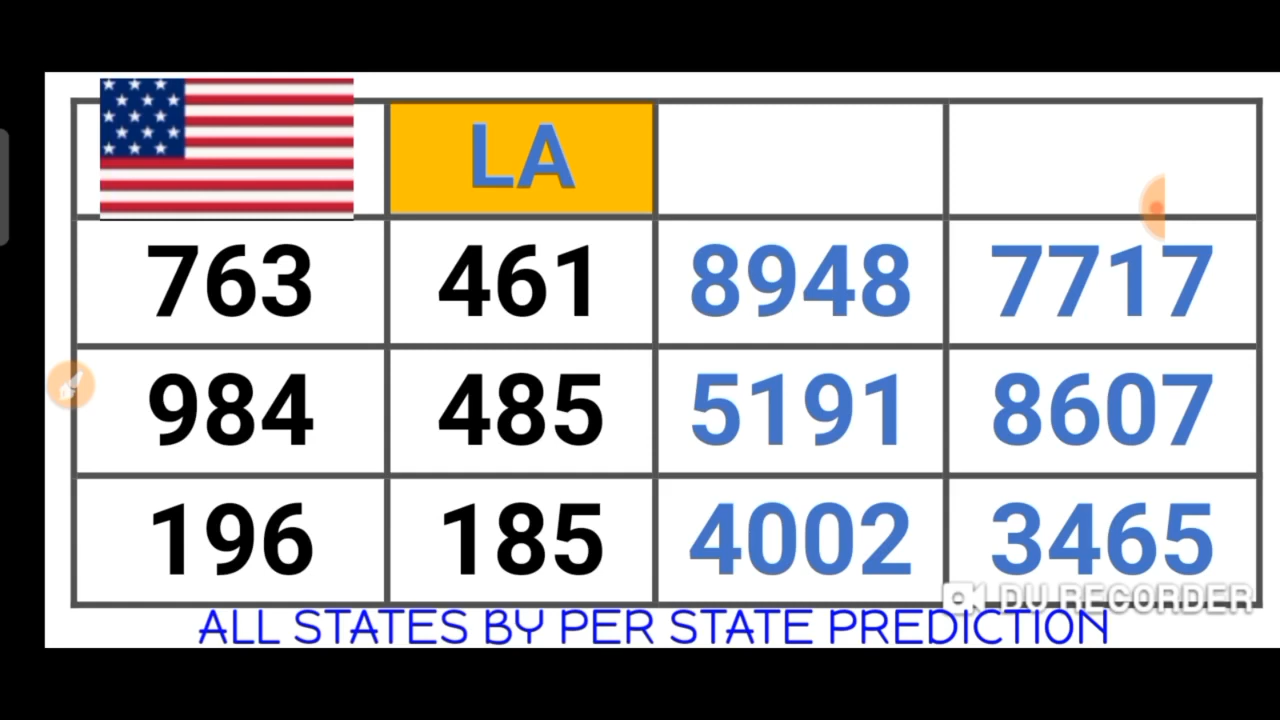 LA
763 461 8948 7717
984 485 5191 8607
196 185 4002 3465
DU RECORDER
ALL STATES BY PER STATE PREDICTION